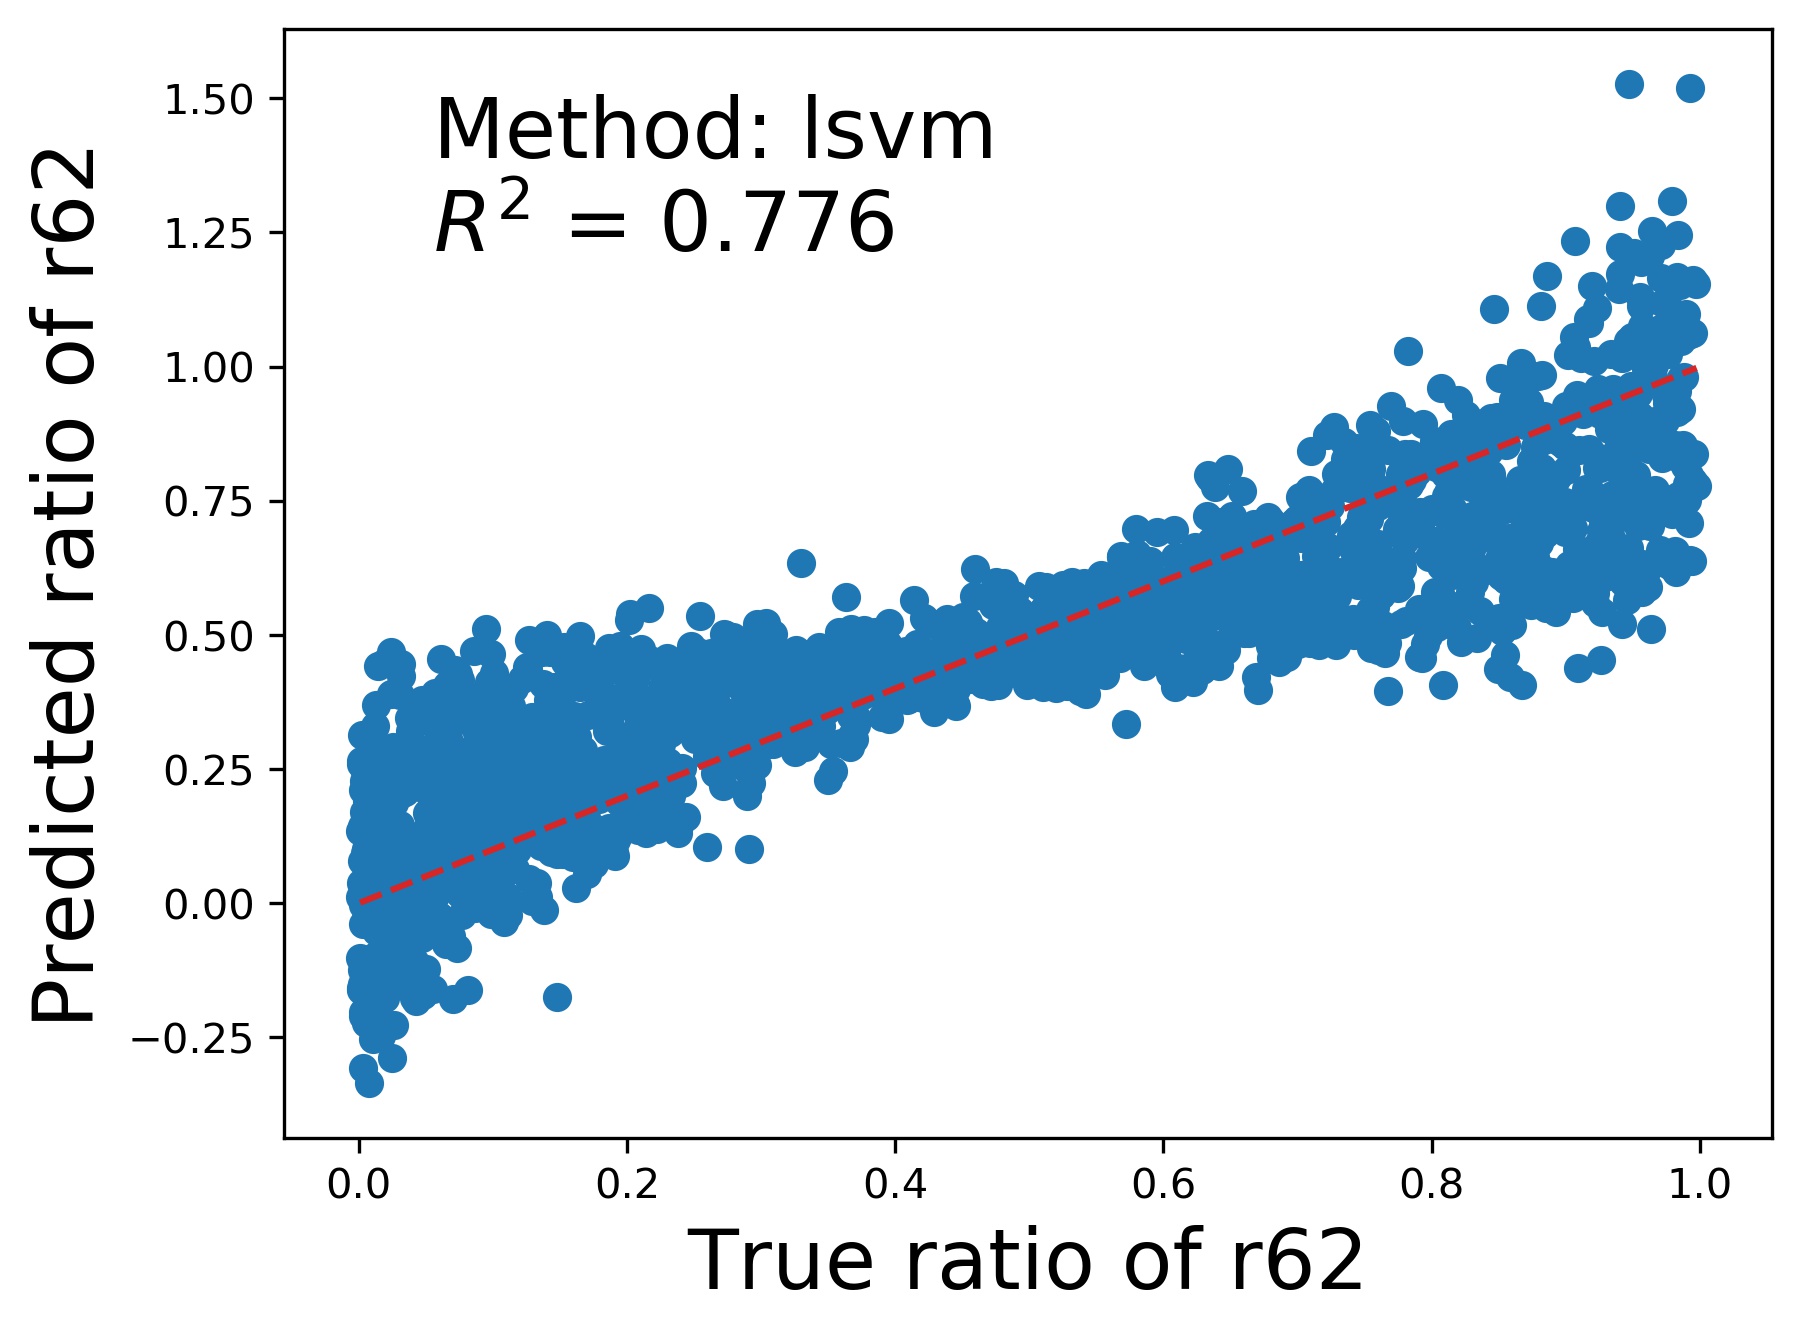 Method: lsvm
R² = 0.776
1.50
1.25
1.00
0.75
0.50
0.25
0.00
−0.25
Predicted ratio of r62
0.0 0.2 0.4 0.6 0.8 1.0
True ratio of r62